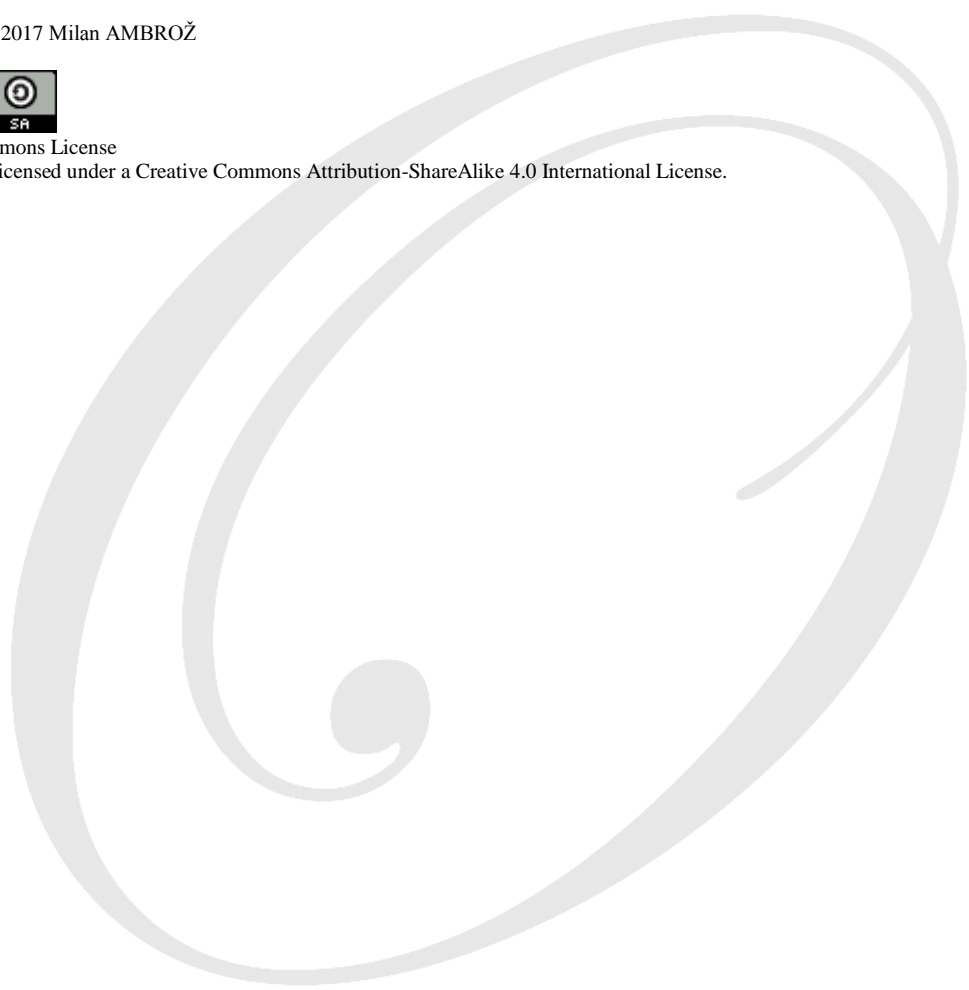 2017 Milan AMBROŽ
SA
mons License
icensed under a Creative Commons Attribution-ShareAlike 4.0 International License.